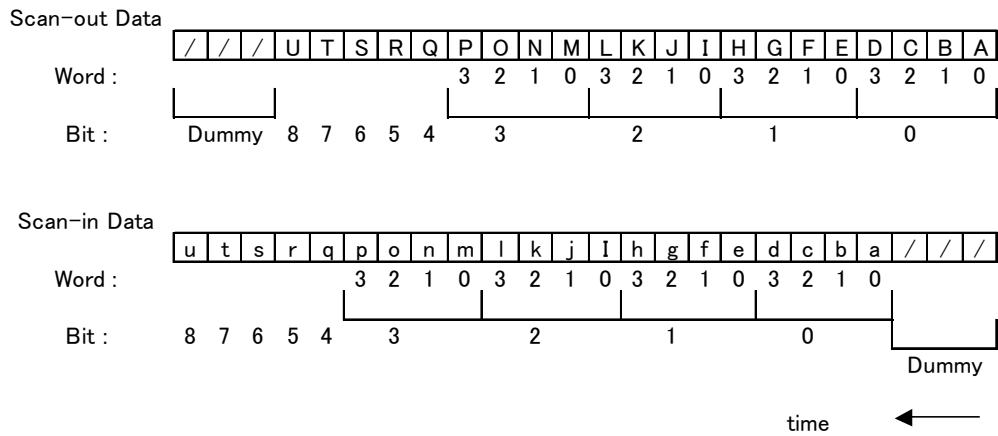 Scan-out Data
/ / / U T S R Q P O N M L K J I H G F E D C B A
Word : 3 2 1 0 3 2 1 0 3 2 1 0 3 2 1 0
Bit : Dummy 8 7 6 5 4 3 2 1 0
Scan-in Data
u t s r q p o n m l k j I h g f e d c b a / / /
Word : 3 2 1 0 3 2 1 0 3 2 1 0 3 2 1 0
Bit : 8 7 6 5 4 3 2 1 0
Dummy
time